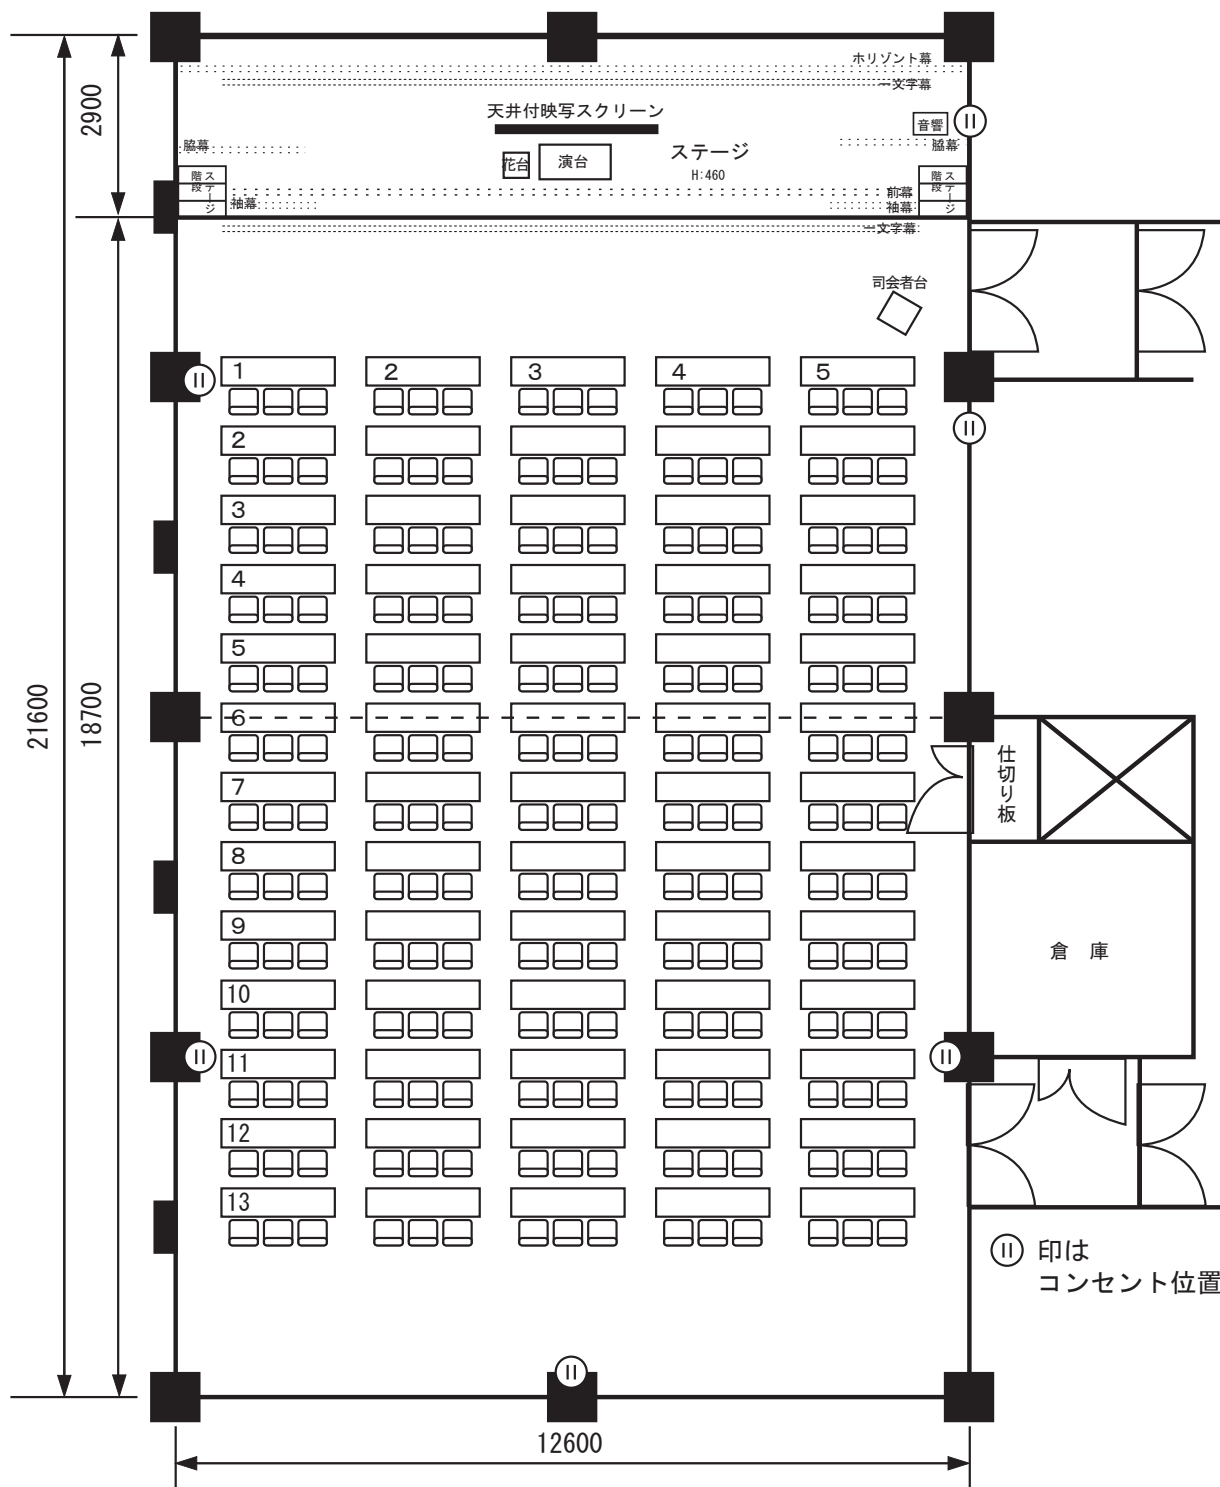 ホリゾント幕
一文字幕
2900
天井付映写スクリーン
音響
脇幕
脇幕
花台
演台
ステージ
H:460
ステージ
階段
ステージ
階段
前幕
袖幕
袖幕
一文字幕
司会者台
1 2 3 4 5
2
3
4
5
6
7
8
9
10
11
12
13
21600
18700
仕切り板
倉 庫
印は
コンセント位置
12600